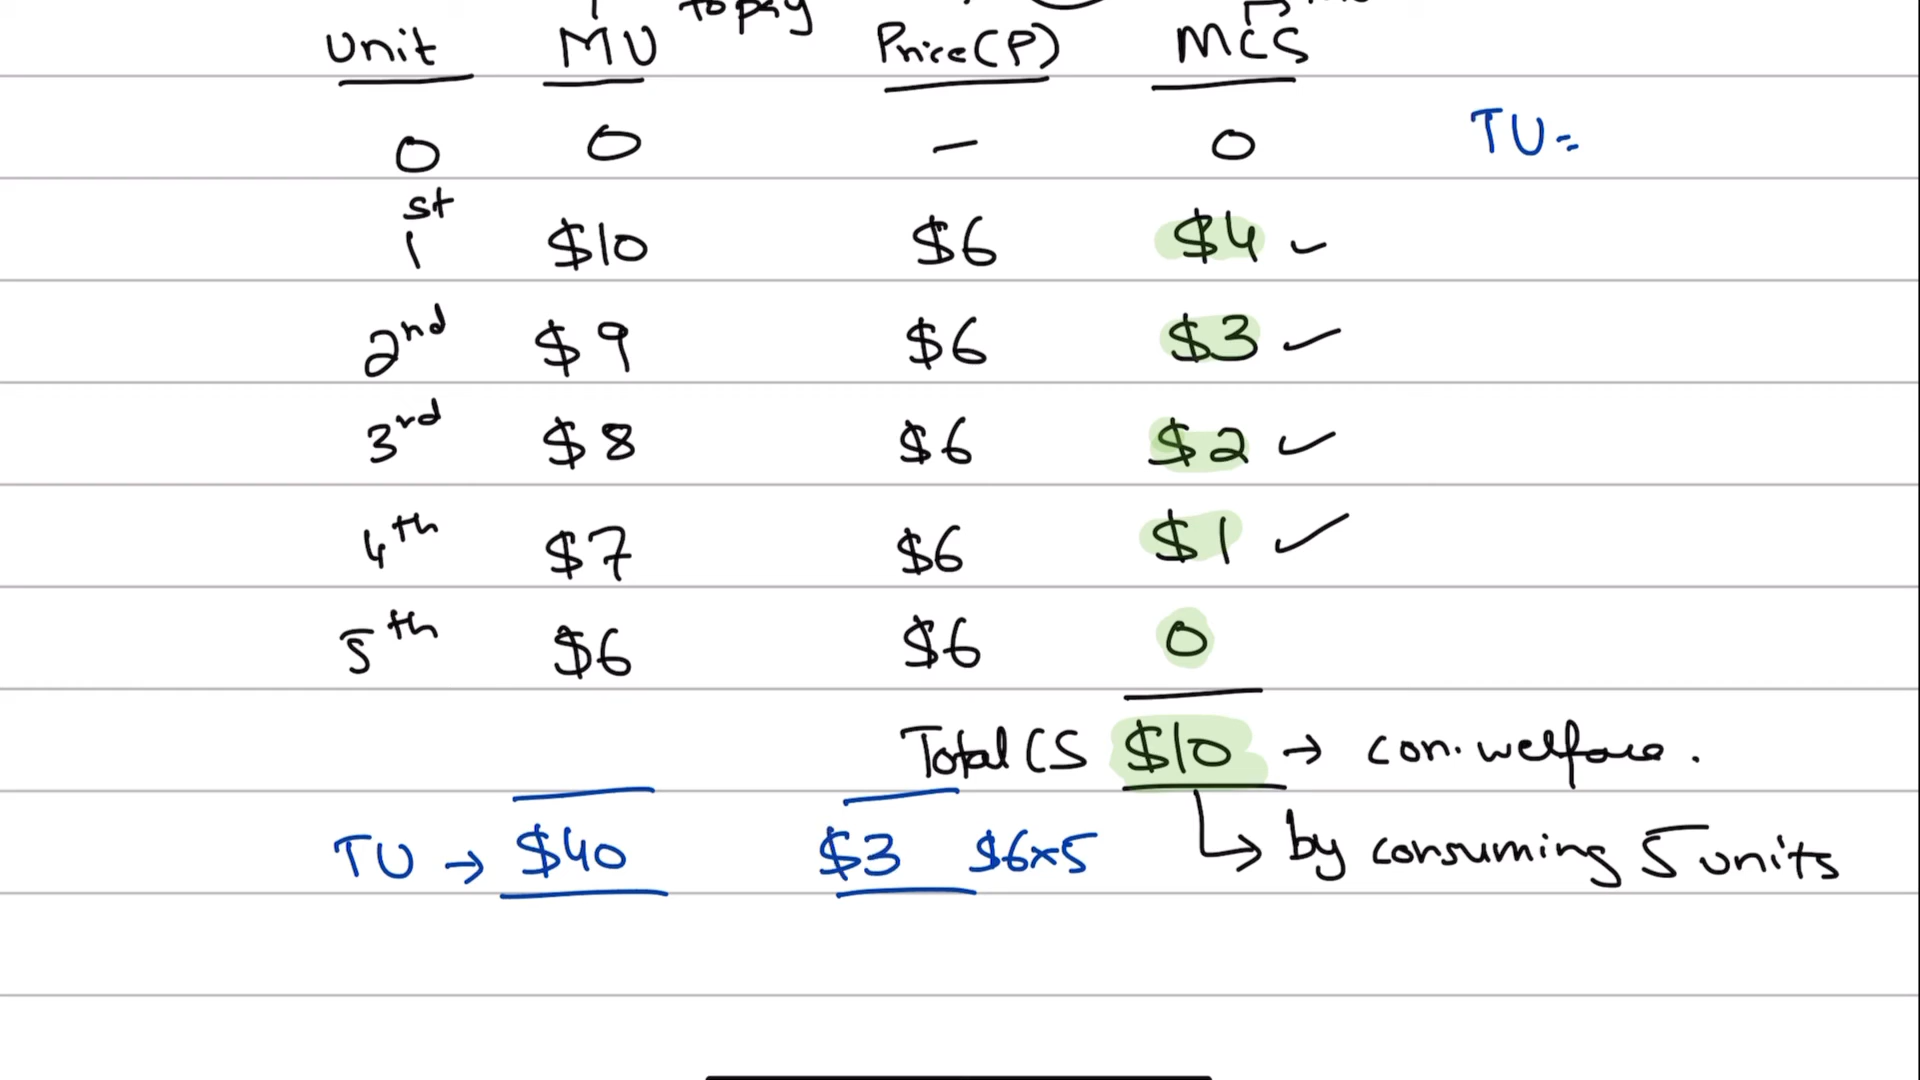 to pay
Unit MU Price(P) MCS
0 0 – 0 TU=
1st $10 $6 $4 ✓
2nd $9 $6 $3 ✓
3rd $8 $6 $2 ✓
4th $7 $6 $1 ✓
5th $6 $6 0
Total CS $10 → con. welfare.
TU → $40 $3 $6x5 ↳ by consuming 5 units